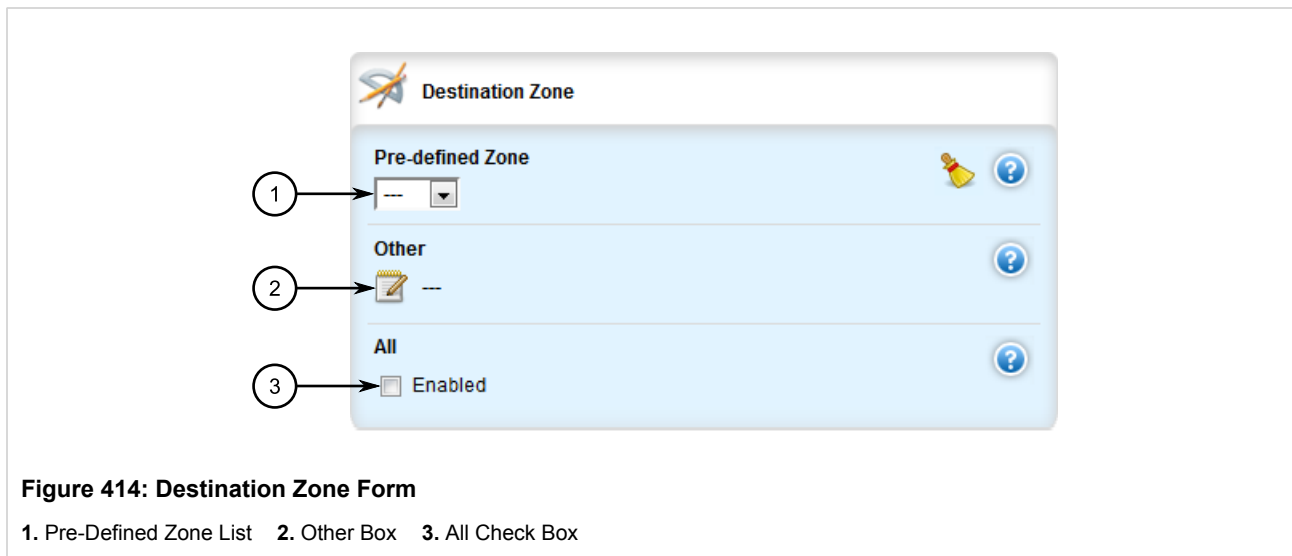 Destination Zone
Pre-defined Zone
1
---
Other
2
---
All
3
Enabled
Figure 414: Destination Zone Form
1. Pre-Defined Zone List 2. Other Box 3. All Check Box